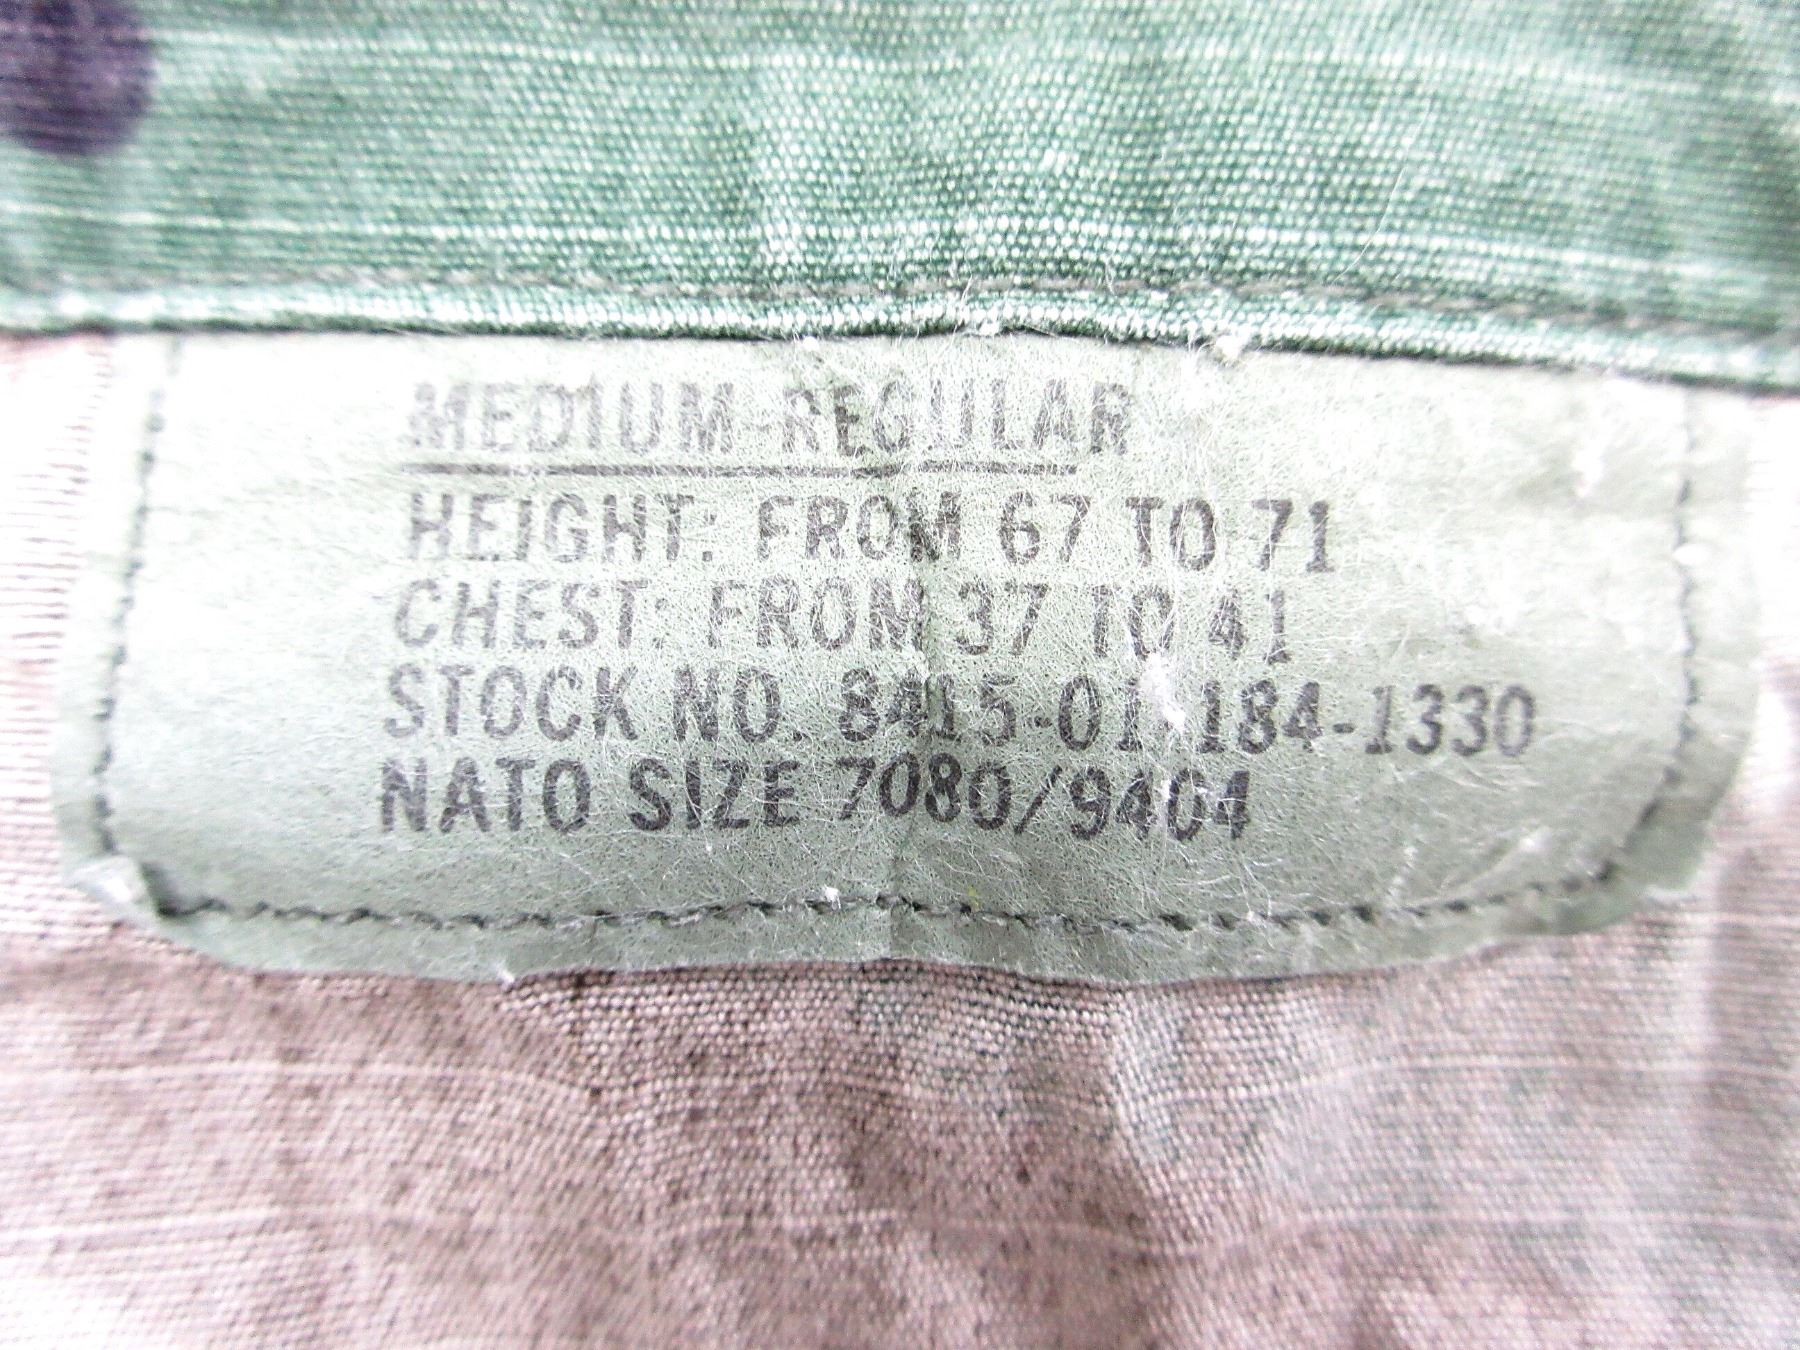 MEDIUM-REGULAR
HEIGHT: FROM 67 TO 71
CHEST: FROM 37 TO 41
STOCK NO. 8415-01-184-1330
NATO SIZE 7080/9404